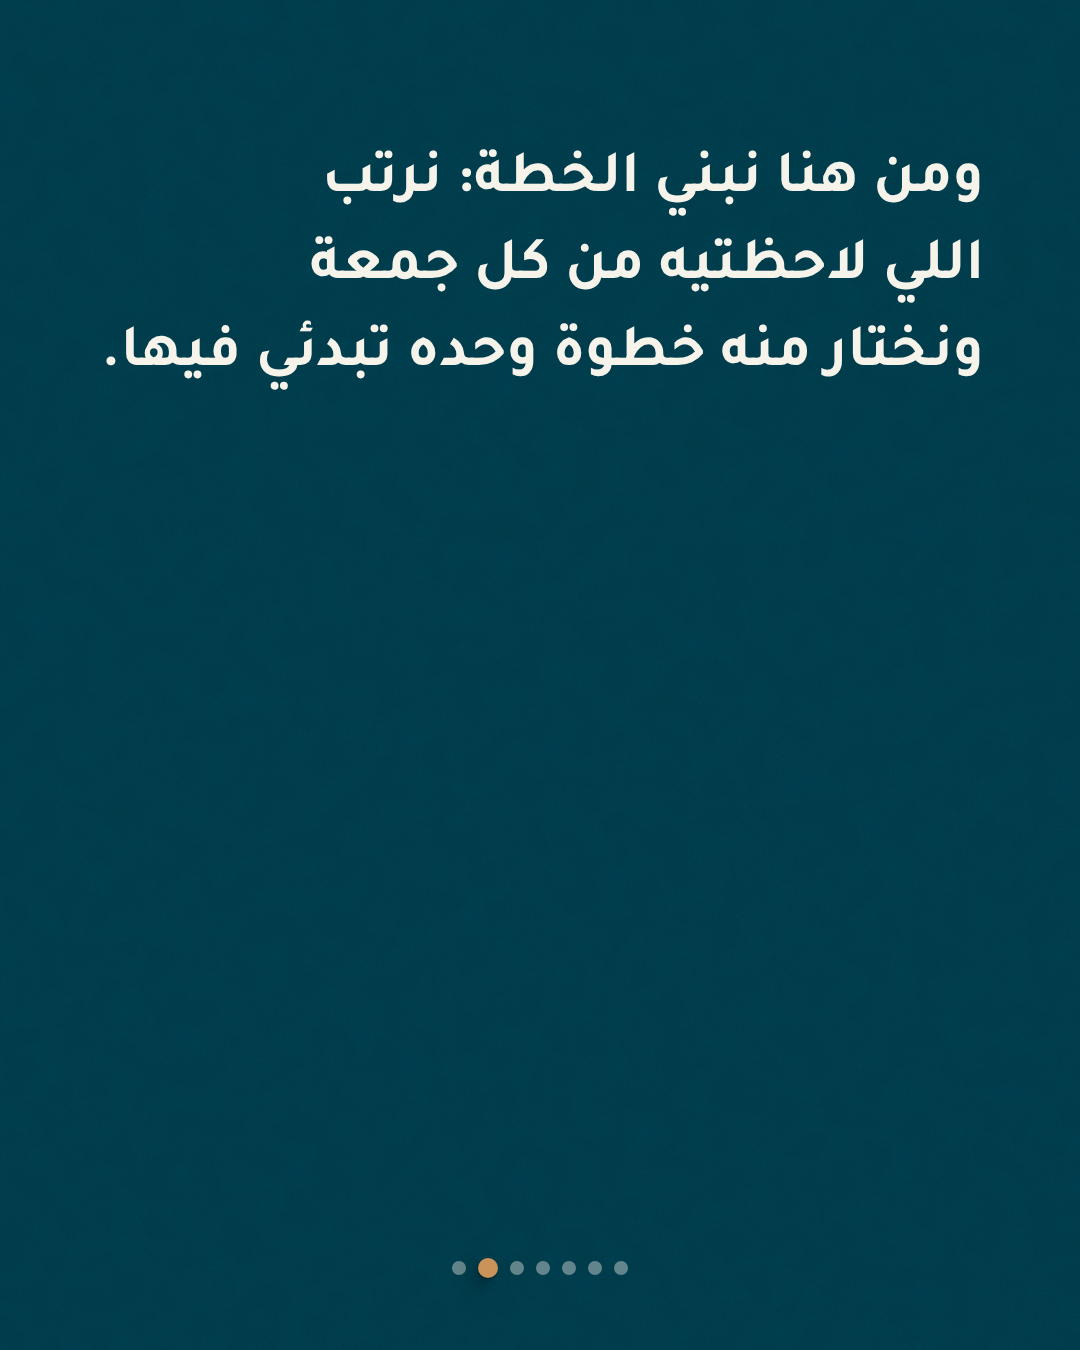 ومن هنا نبني الخطة: نرتب
اللي لاحظتيه من كل جمعة
ونختار منه خطوة وحده تبدئي فيها.